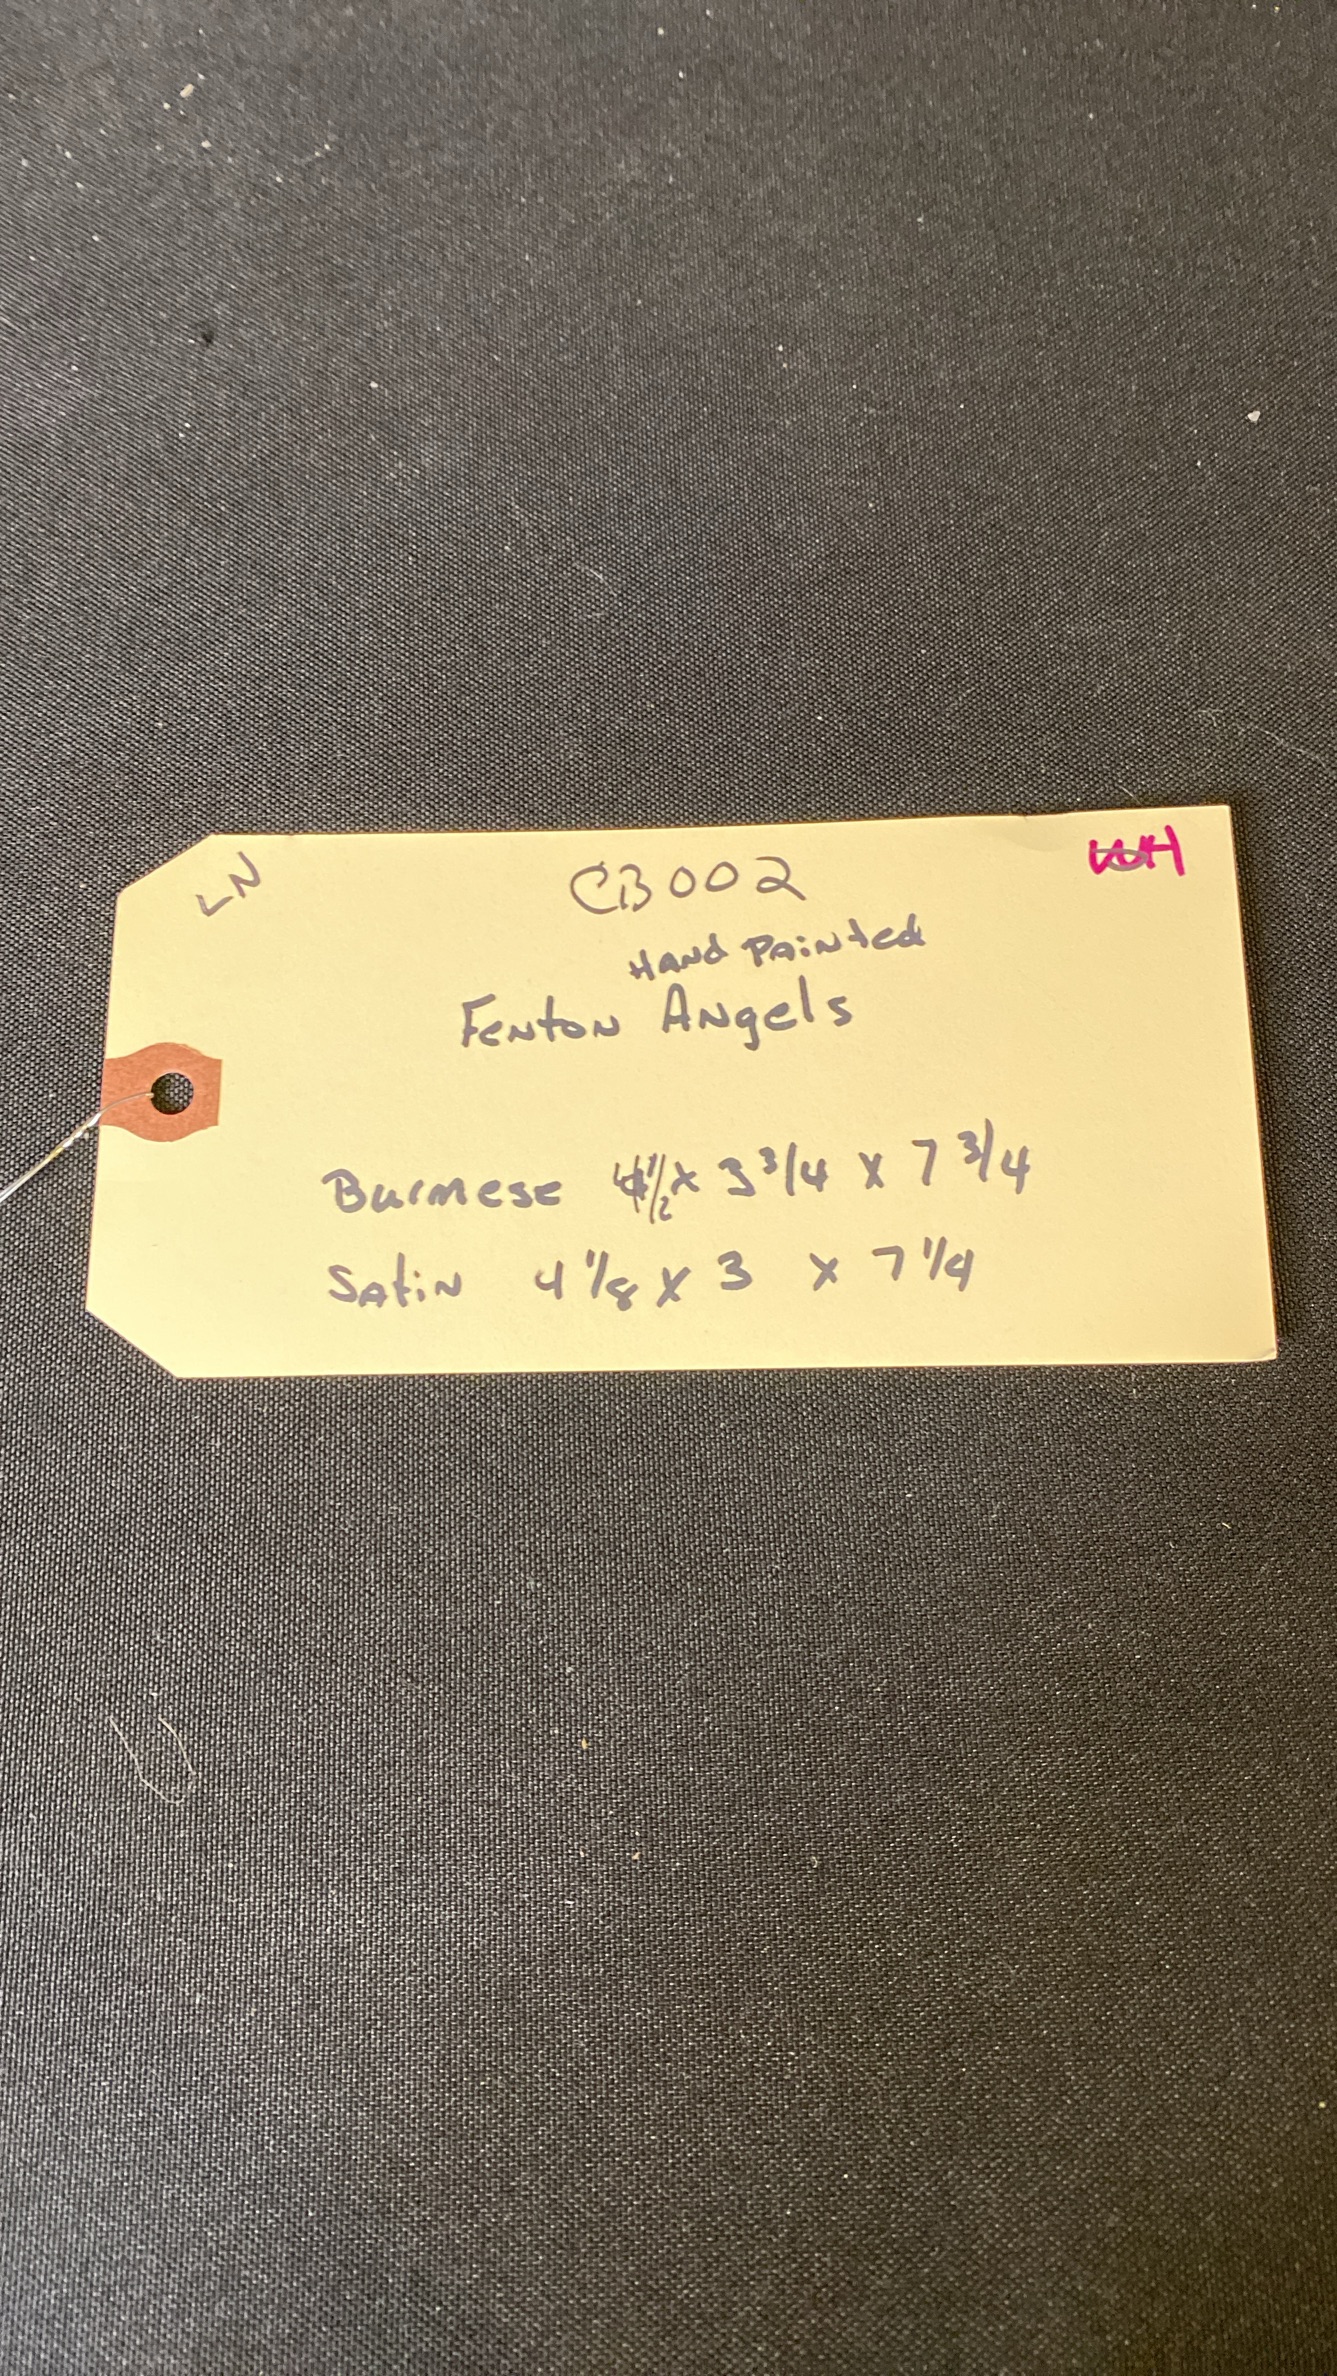 LN
CB002
WH
Hand Painted
Fenton Angels
Burmese 4 1/2 x 3 3/4 x 7 3/4
Satin 4 1/8 x 3 x 7 1/4